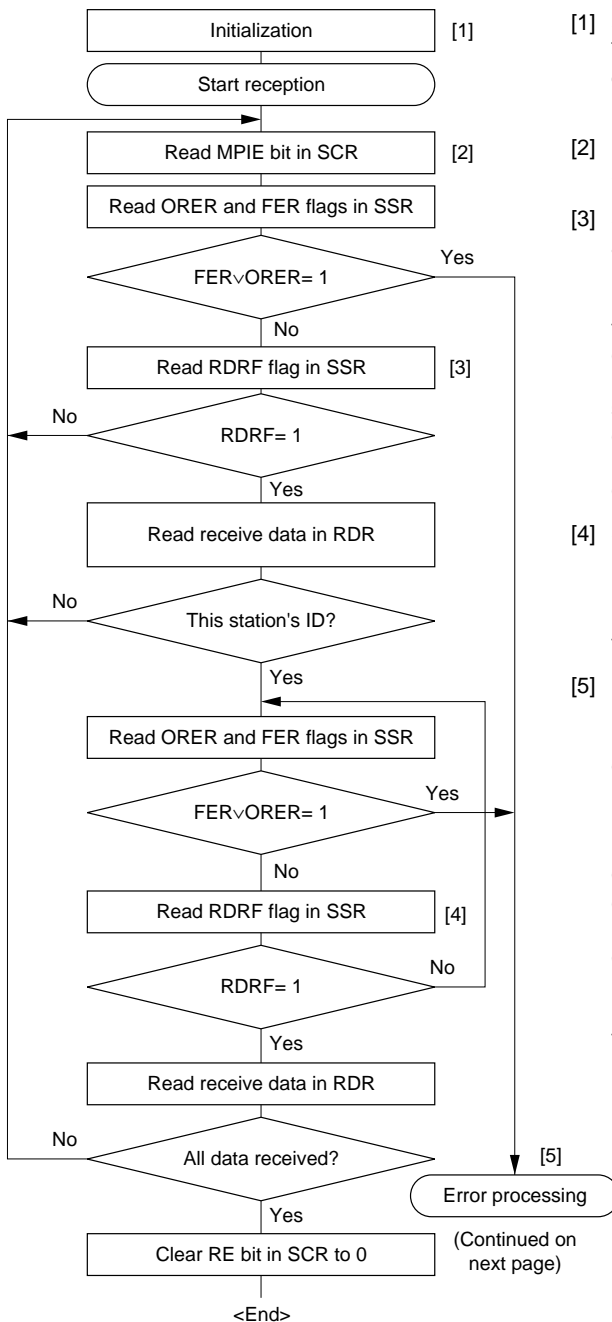 Initialization [1] [1]
Start reception
Read MPIE bit in SCR [2] [2]
Read ORER and FER flags in SSR [3]
Yes
FER∨ORER= 1
No
Read RDRF flag in SSR [3]
No
RDRF= 1
Yes
Read receive data in RDR [4]
No
This station's ID?
Yes
[5]
Read ORER and FER flags in SSR
Yes
FER∨ORER= 1
No
Read RDRF flag in SSR [4]
No
RDRF= 1
Yes
Read receive data in RDR
No
All data received? [5]
Error processing
Yes
(Continued on
next page)
Clear RE bit in SCR to 0
<End>